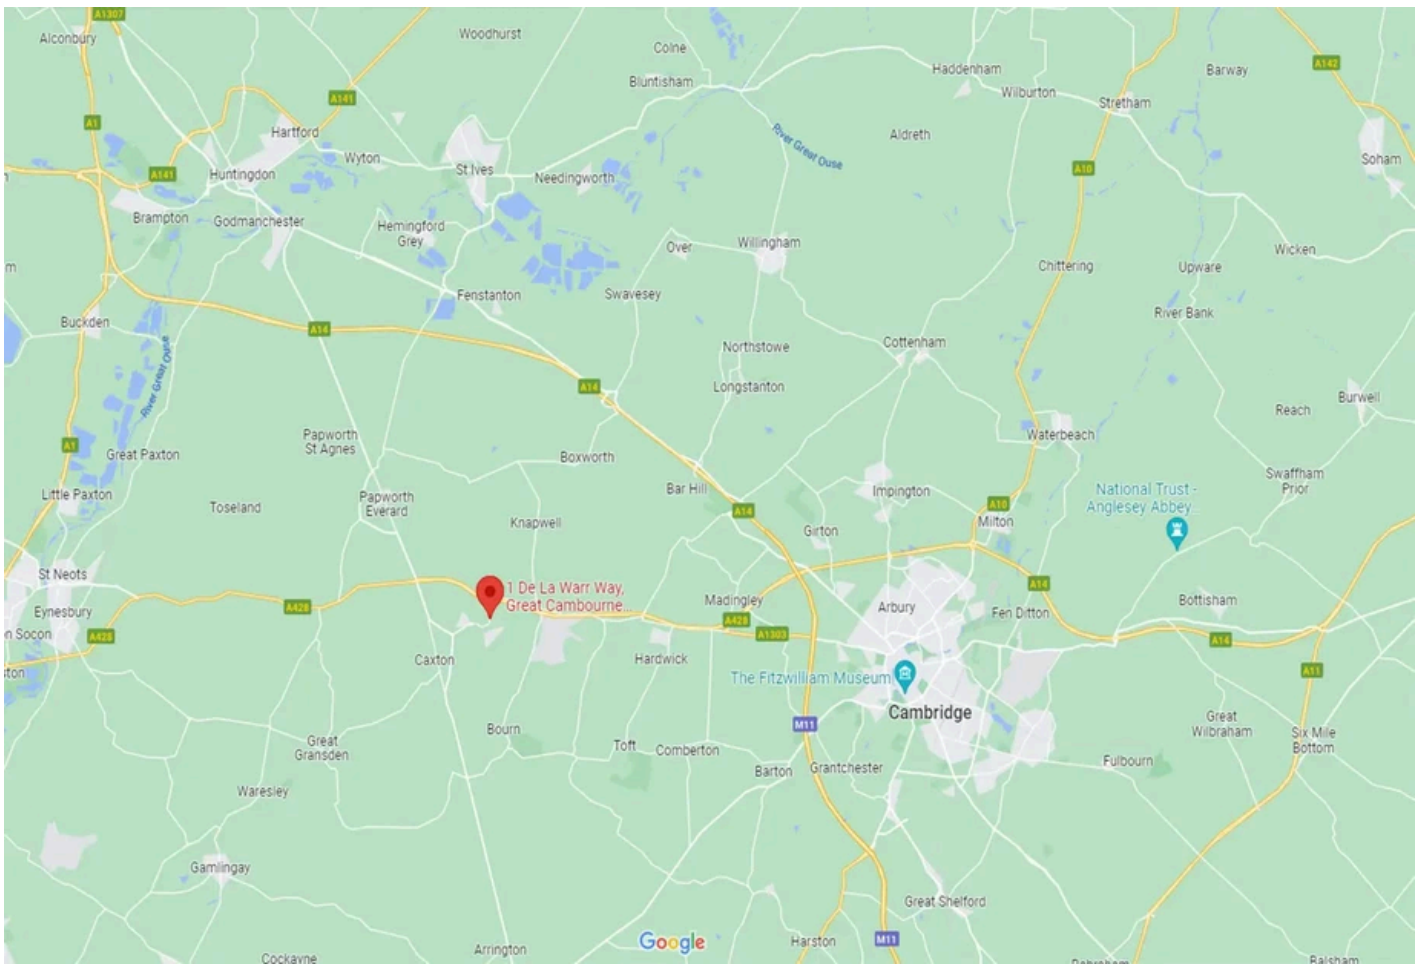 A1307
Alconbury
Woodhurst
Colne
Bluntisham
Haddenham
Wilburton
Barway
A142
A141
Stretham
A1
Hartford
Aldreth
River Great Ouse
Wyton
St Ives
Needingworth
A10
Soham
A141
Huntingdon
Brampton
Godmanchester
Hemingford
Grey
Over
Willingham
Wicken
Chittering
Upware
Fenstanton
Swavesey
River Bank
Buckden
A14
River Great Ouse
Northstowe
Cottenham
A14
Longstanton
Burwell
Reach
Papworth
St Agnes
A1
Great Paxton
Waterbeach
Boxworth
Swaffham
Prior
Little Paxton
Bar Hill
Impington
National Trust -
Anglesey Abbey...
Toseland
Papworth
Everard
A14
A10
Knapwell
Girton
Milton
St Neots
1 De La Warr Way,
Great Cambourne...
A428
Eynesbury
Madingley
A428
Arbury
A14
Fen Ditton
Bottisham
n Socon
A428
A1303
A14
Caxton
Hardwick
The Fitzwilliam Museum
A11
ston
Cambridge
M11
Great
Wilbraham
Six Mile
Bottom
Bourn
Great
Gransden
Toft
Comberton
Barton
Grantchester
Fulbourn
Waresley
Gamlingay
Great Shelford
Google
Arrington
Harston
M11
Cockayne
Balsham
m